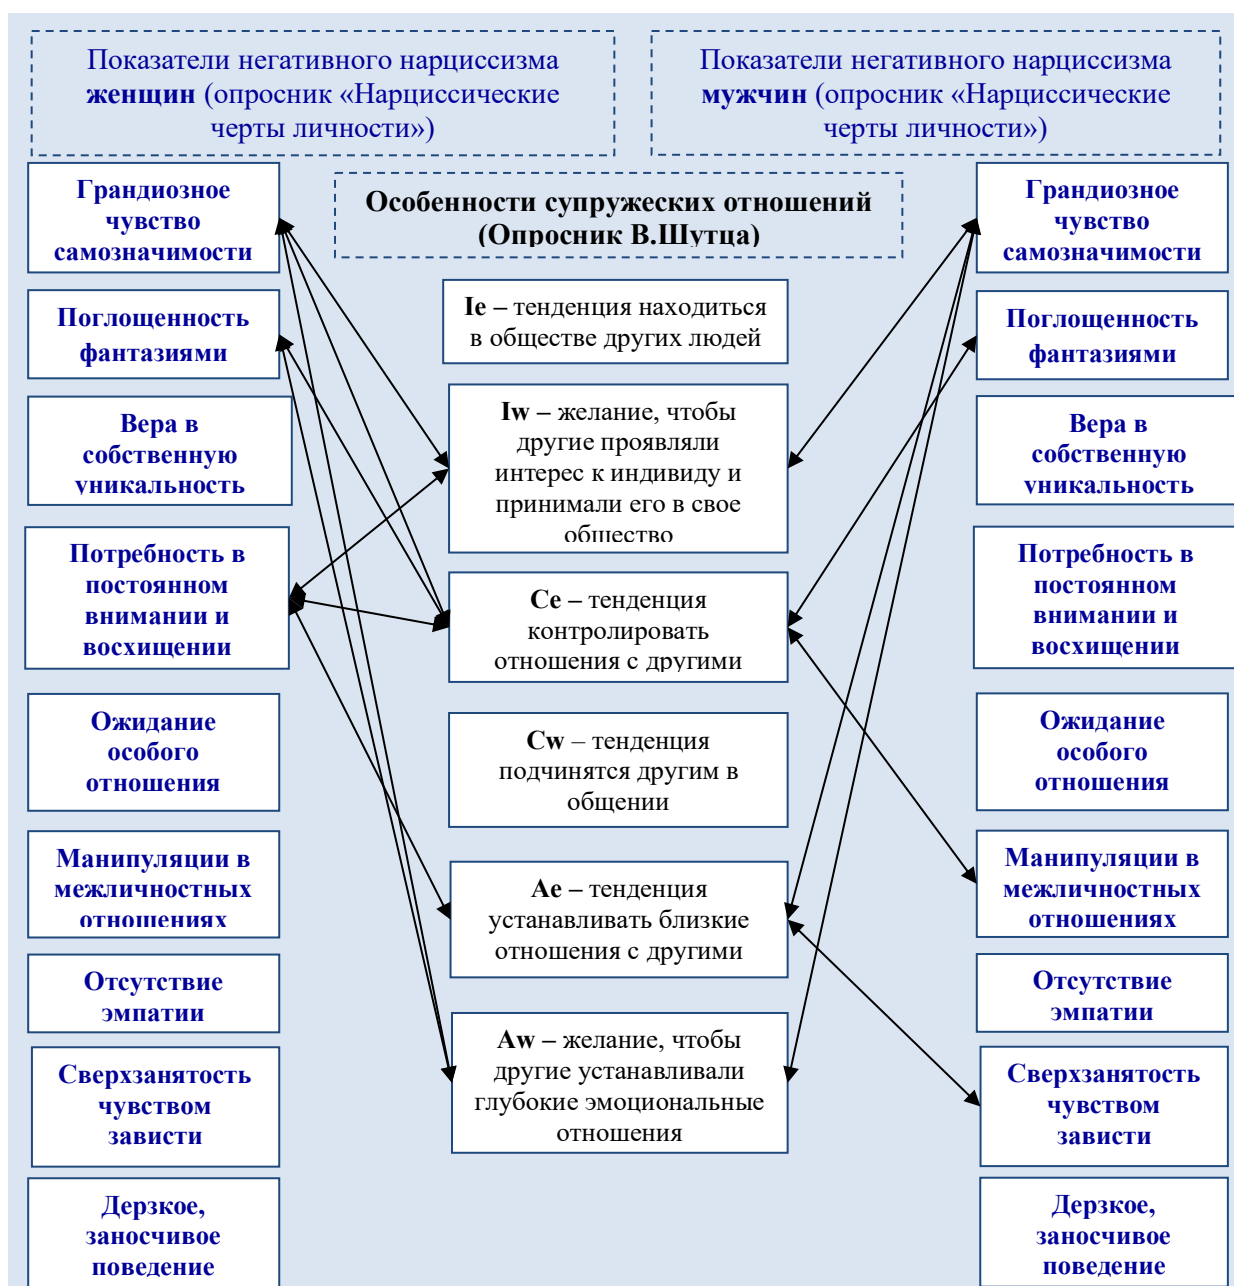 Показатели негативного нарциссизма
женщин (опросник «Нарциссические
черты личности»)
Показатели негативного нарциссизма
мужчин (опросник «Нарциссические
черты личности»)
Грандиозное
чувство
самозначимости
Поглощенность
фантазиями
Вера в
собственную
уникальность
Потребность в
постоянном
внимании и
восхищении
Ожидание
особого
отношения
Манипуляции в
межличностных
отношениях
Отсутствие
эмпатии
Сверхзанятость
чувством
зависти
Дерзкое,
заносчивое
поведение
Особенности супружеских отношений
(Опросник В.Шутца)
Ie – тенденция находиться
в обществе других людей
Iw – желание, чтобы
другие проявляли
интерес к индивиду и
принимали его в свое
общество
Ce – тенденция
контролировать
отношения с другими
Cw – тенденция
подчинятся другим в
общении
Ae – тенденция
устанавливать близкие
отношения с другими
Aw – желание, чтобы
другие устанавливали
глубокие эмоциональные
отношения
Грандиозное
чувство
самозначимости
Поглощенность
фантазиями
Вера в
собственную
уникальность
Потребность в
постоянном
внимании и
восхищении
Ожидание
особого
отношения
Манипуляции в
межличностных
отношениях
Отсутствие
эмпатии
Сверхзанятость
чувством
зависти
Дерзкое,
заносчивое
поведение